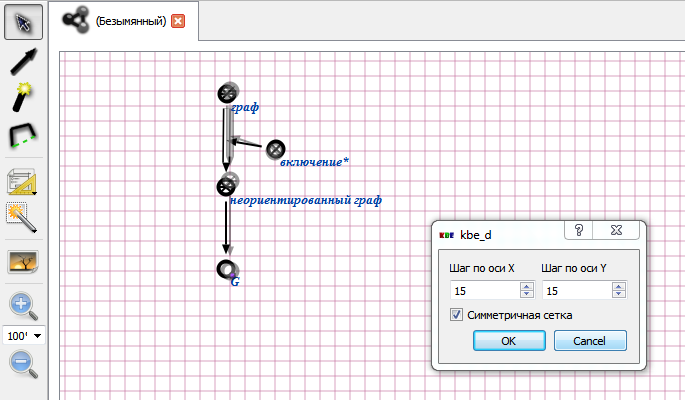 (Безымянный)
граф
включение*
неориентированный граф
G
kbe_d
Шаг по оси X Шаг по оси Y
15 15
Симметричная сетка
OK Cancel
100'